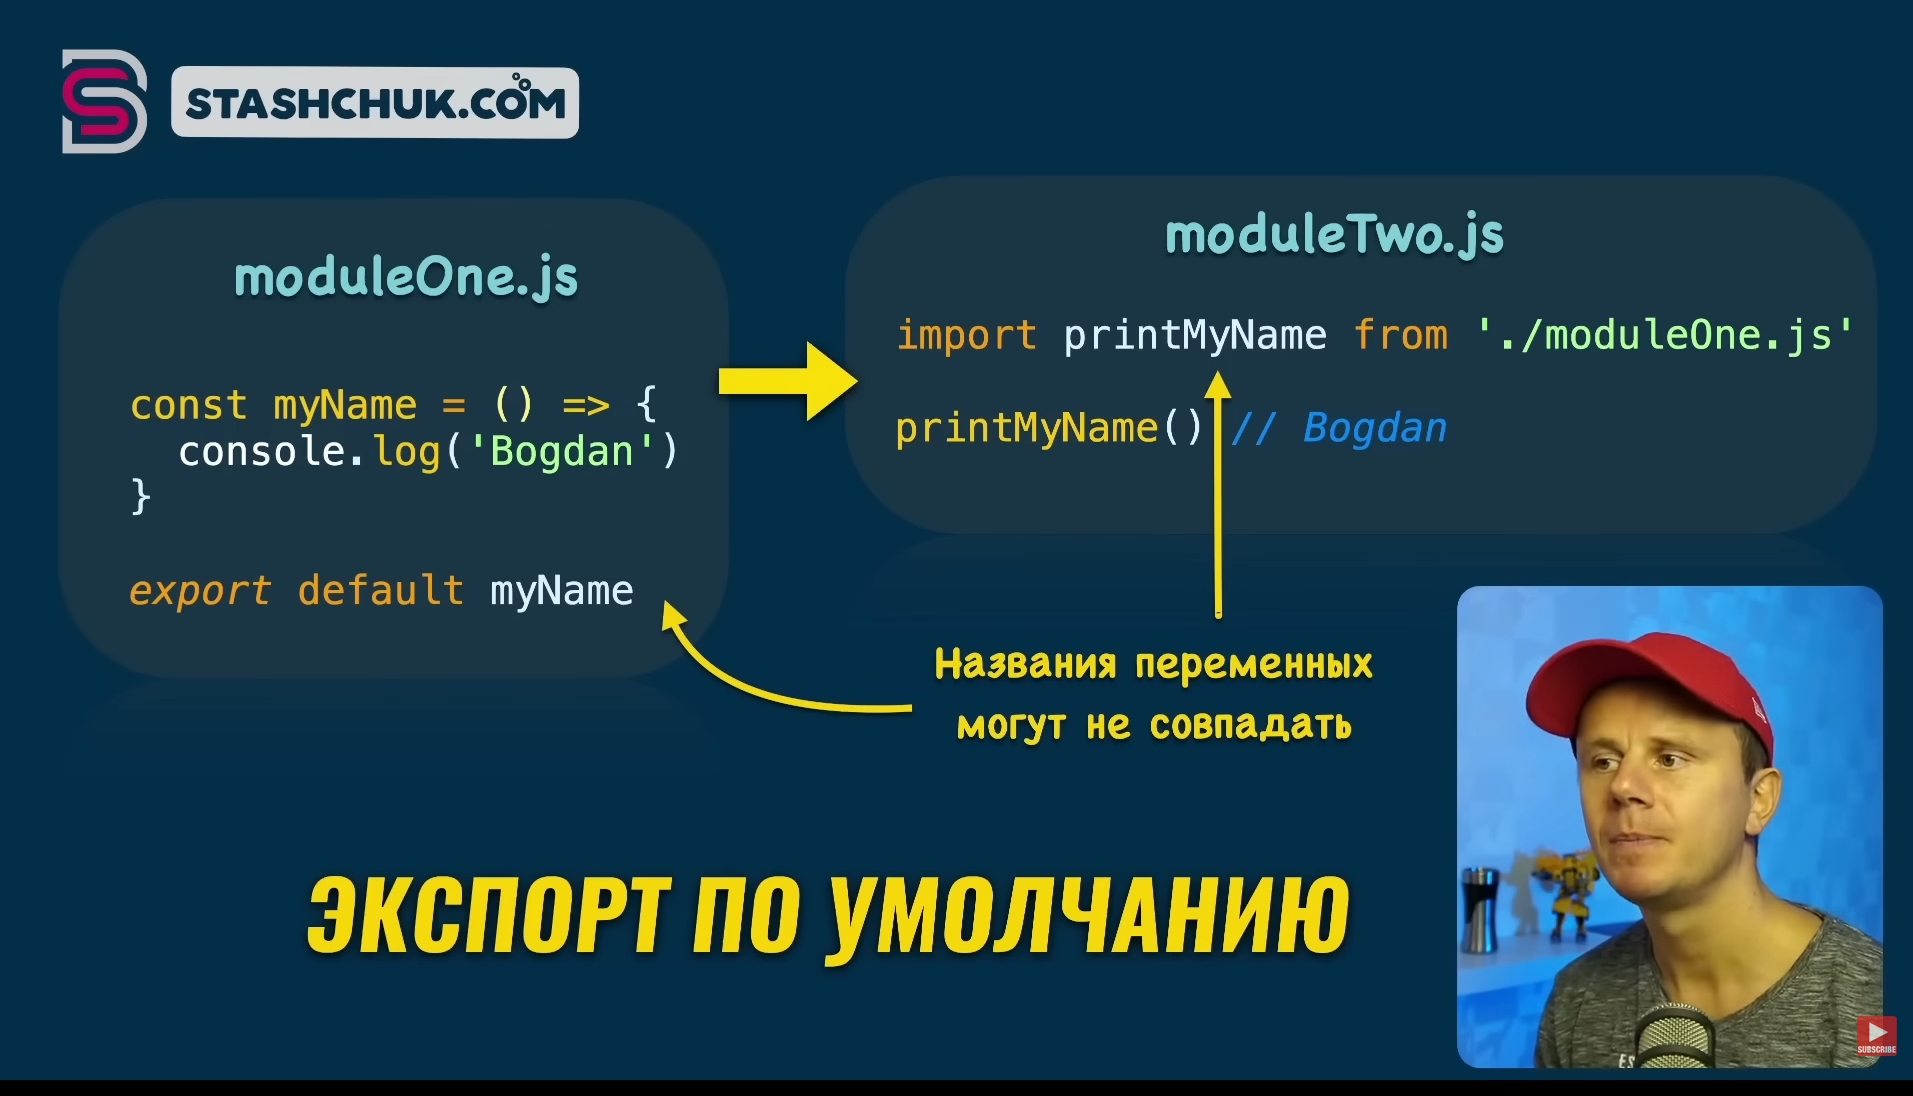 STASHCHUK.COM
moduleOne.js
const myName = () => {
console.log('Bogdan')
}
export default myName
moduleTwo.js
import printMyName from './moduleOne.js'
printMyName() // Bogdan
Названия переменных
могут не совпадать
ЭКСПОРТ ПО УМОЛЧАНИЮ
ES
SUBSCRIBE